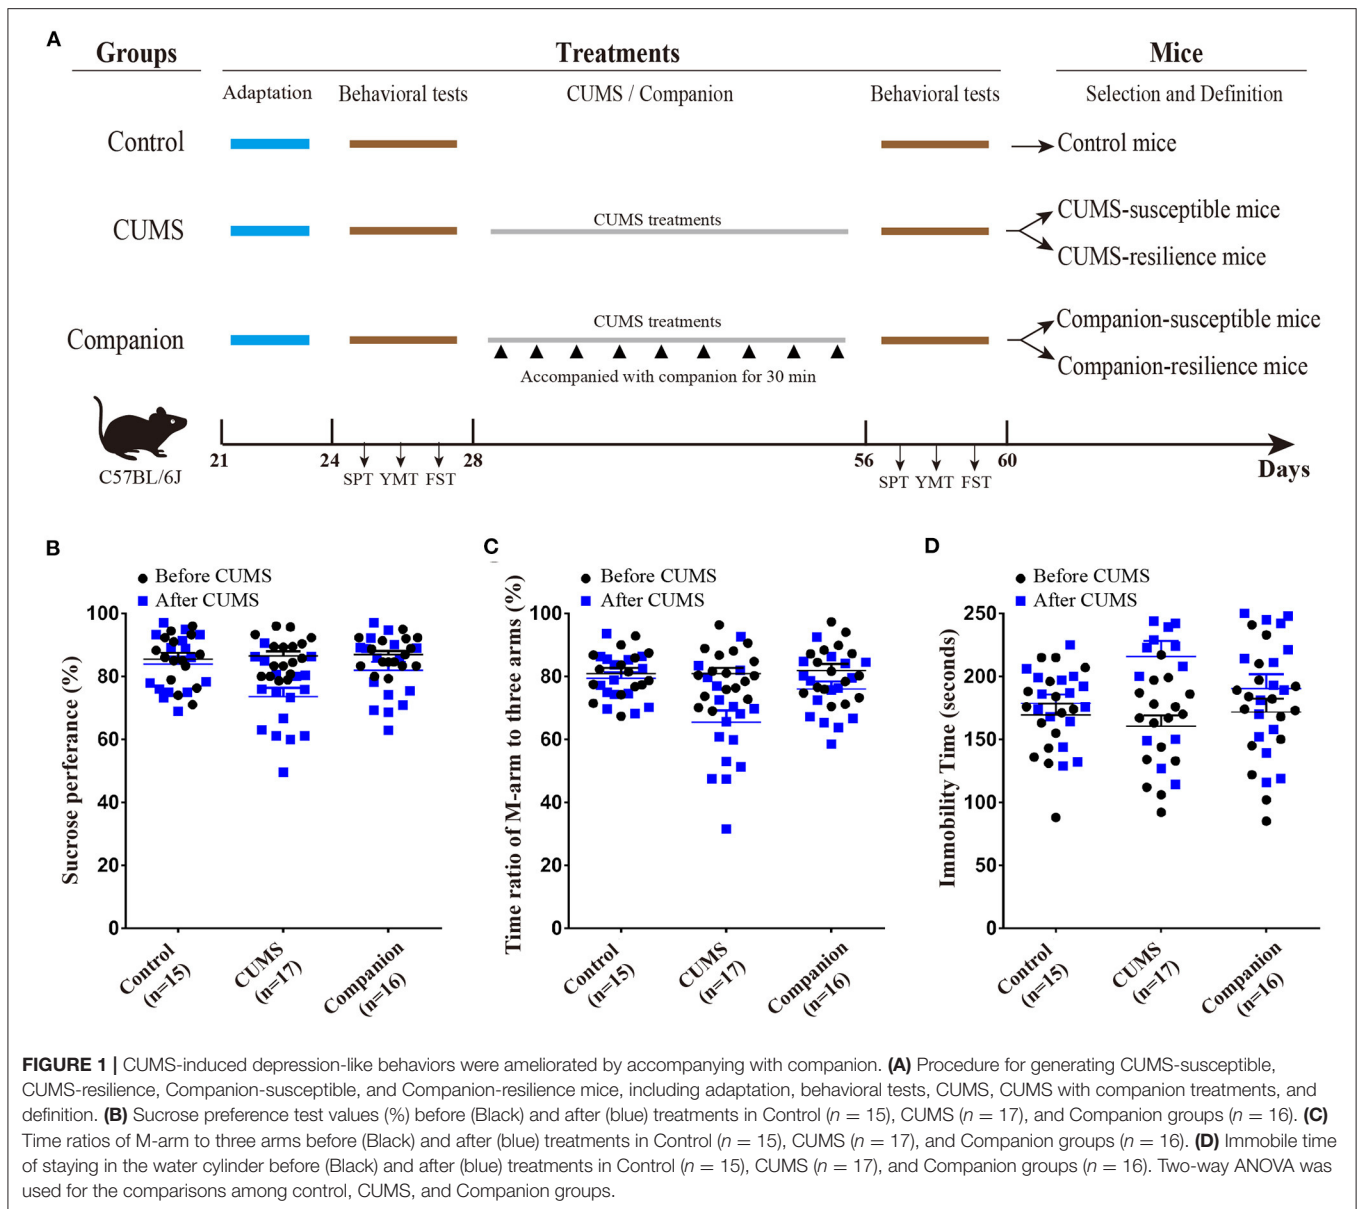 A
Groups Treatments Mice
Adaptation Behavioral tests CUMS / Companion Behavioral tests Selection and Definition
Control Control mice
CUMS CUMS treatments CUMS-susceptible mice
CUMS-resilience mice
Companion CUMS treatments Companion-susceptible mice
Accompanied with companion for 30 min Companion-resilience mice
C57BL/6J
21 24 28 56 60
SPT YMT FST SPT YMT FST Days
B
Before CUMS
After CUMS
Sucrose perferance (%)
100
80
60
40
20
0
Control
(n=15)
CUMS
(n=17)
Companion
(n=16)
C
Before CUMS
After CUMS
Time ratio of M-arm to three arms (%)
100
80
60
40
20
0
Control
(n=15)
CUMS
(n=17)
Companion
(n=16)
D
Before CUMS
After CUMS
Immobility Time (seconds)
250
200
150
100
50
0
Control
(n=15)
CUMS
(n=17)
Companion
(n=16)
FIGURE 1 | CUMS-induced depression-like behaviors were ameliorated by accompanying with companion. (A) Procedure for generating CUMS-susceptible,
CUMS-resilience, Companion-susceptible, and Companion-resilience mice, including adaptation, behavioral tests, CUMS, CUMS with companion treatments, and
definition. (B) Sucrose preference test values (%) before (Black) and after (blue) treatments in Control (n = 15), CUMS (n = 17), and Companion groups (n = 16). (C)
Time ratios of M-arm to three arms before (Black) and after (blue) treatments in Control (n = 15), CUMS (n = 17), and Companion groups (n = 16). (D) Immobile time
of staying in the water cylinder before (Black) and after (blue) treatments in Control (n = 15), CUMS (n = 17), and Companion groups (n = 16). Two-way ANOVA was
used for the comparisons among control, CUMS, and Companion groups.